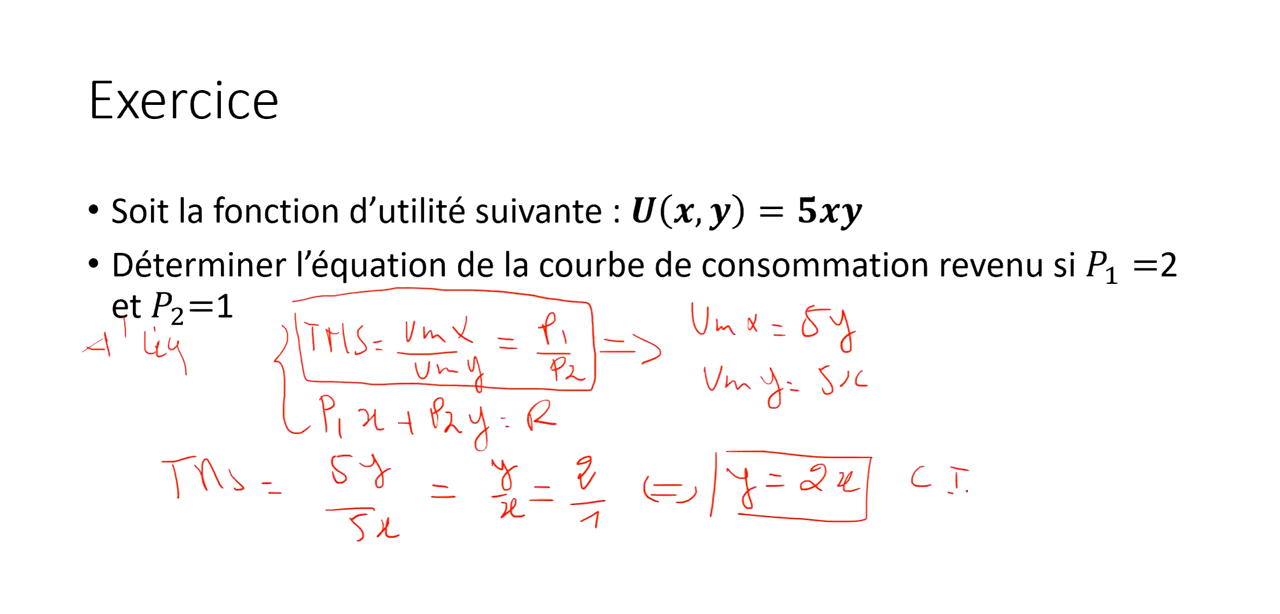 Exercice
• Soit la fonction d’utilité suivante : U(x, y) = 5xy
• Déterminer l’équation de la courbe de consommation revenu si P₁ =2
et P₂=1
TMS = UmX / Umy = P₁ / P₂ => Umx = 5y
Umy = 5x
P₁x + P₂y = R
TMS = 5y / 5x = y / x = 2 / 1 <=> y = 2x C I.